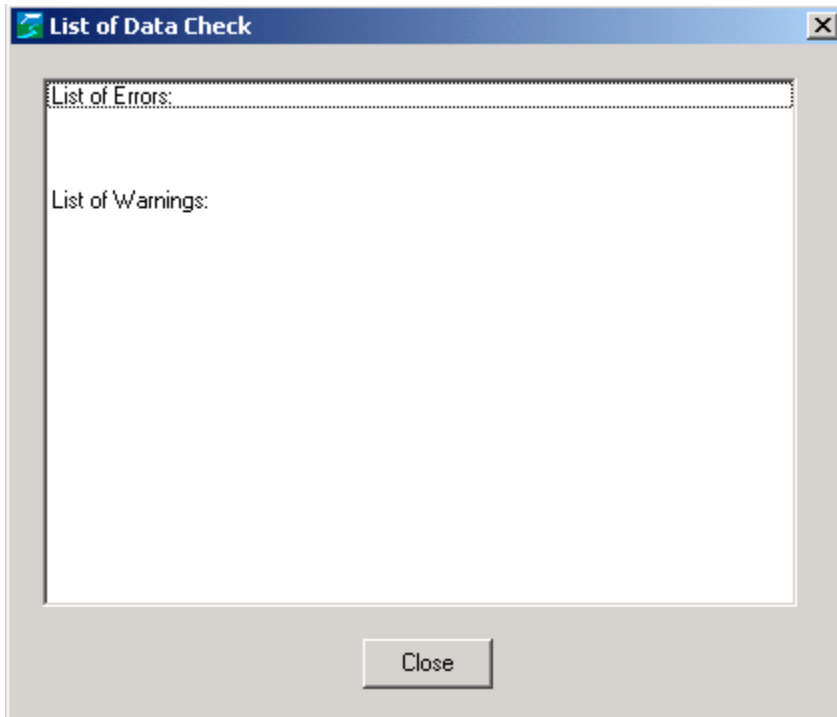 List of Data Check
List of Errors:
List of Warnings:
Close